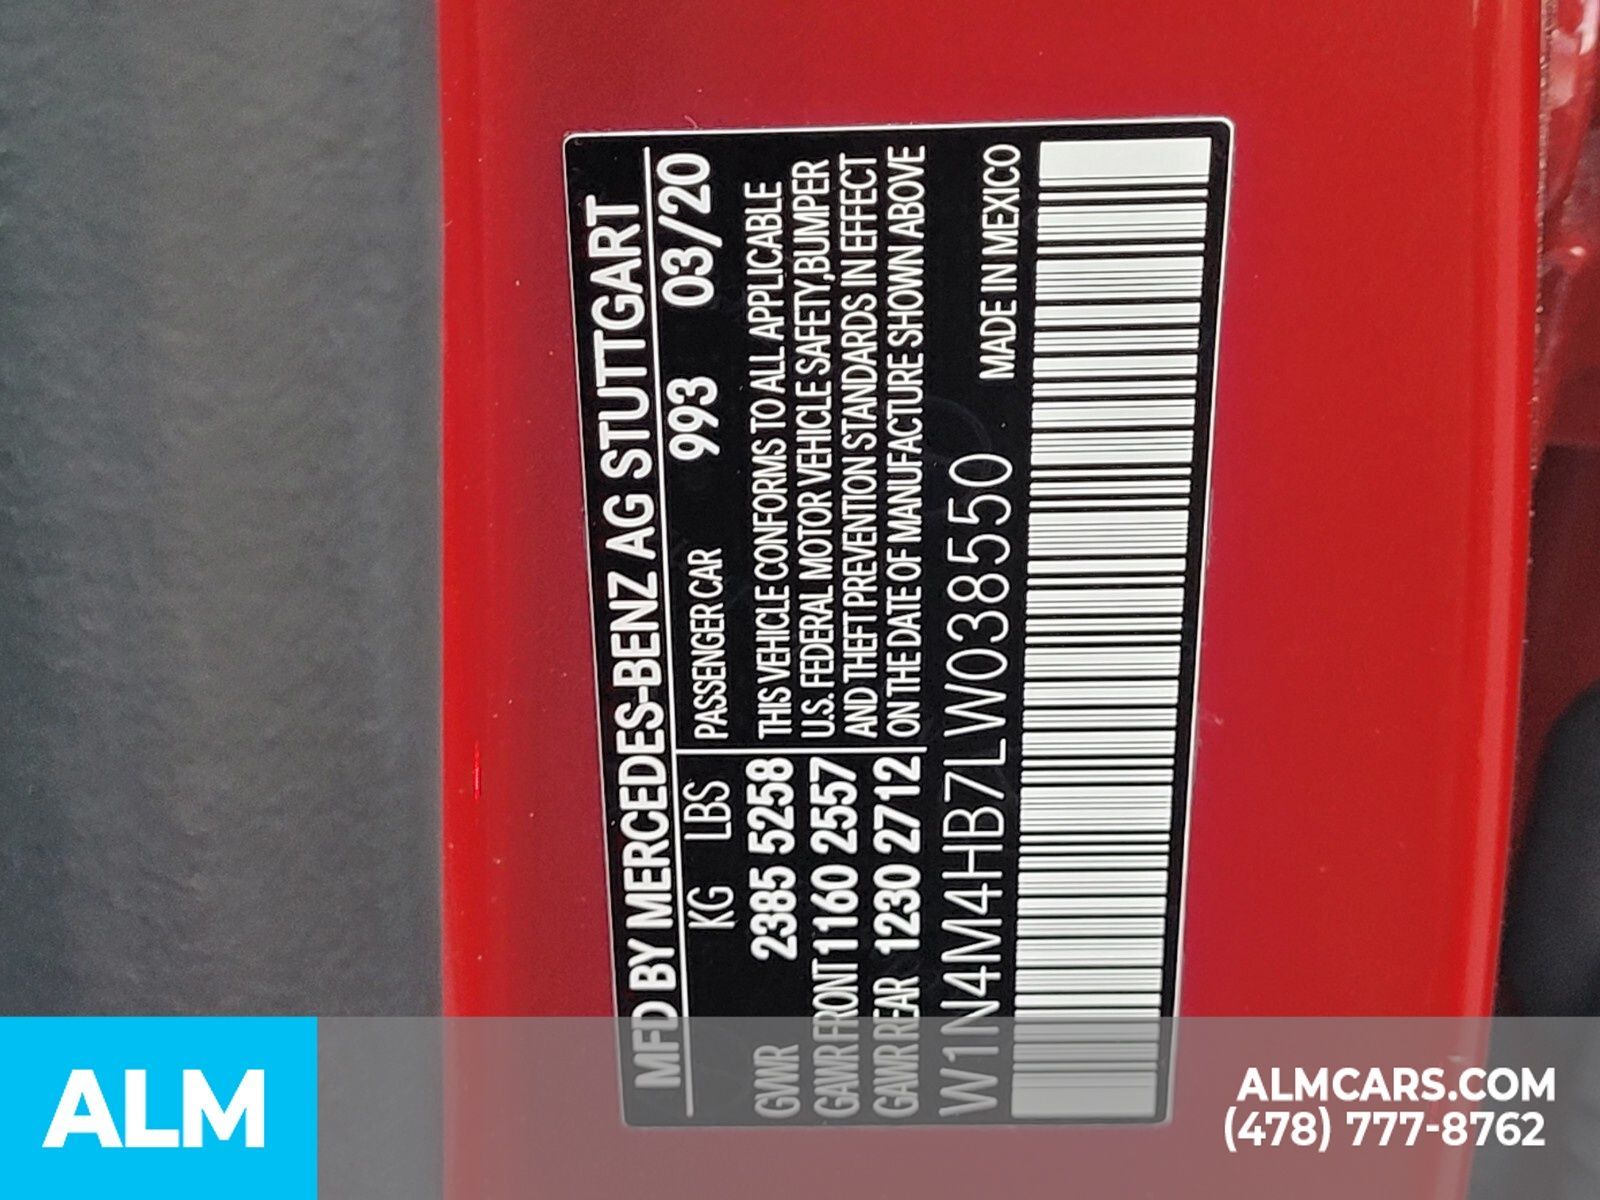 MFD BY MERCEDES-BENZ AG STUTTGART
KG LBS PASSENGER CAR 993 03/20
GVWR 2385 5258 THIS VEHICLE CONFORMS TO ALL APPLICABLE
GAWR FRONT 1160 2557 U.S. FEDERAL MOTOR VEHICLE SAFETY, BUMPER
AND THEFT PREVENTION STANDARDS IN EFFECT
GAWR REAR 1230 2712 ON THE DATE OF MANUFACTURE SHOWN ABOVE
W1N4M4HB7LW038550 MADE IN MEXICO
ALM
ALMCARS.COM
(478) 777-8762